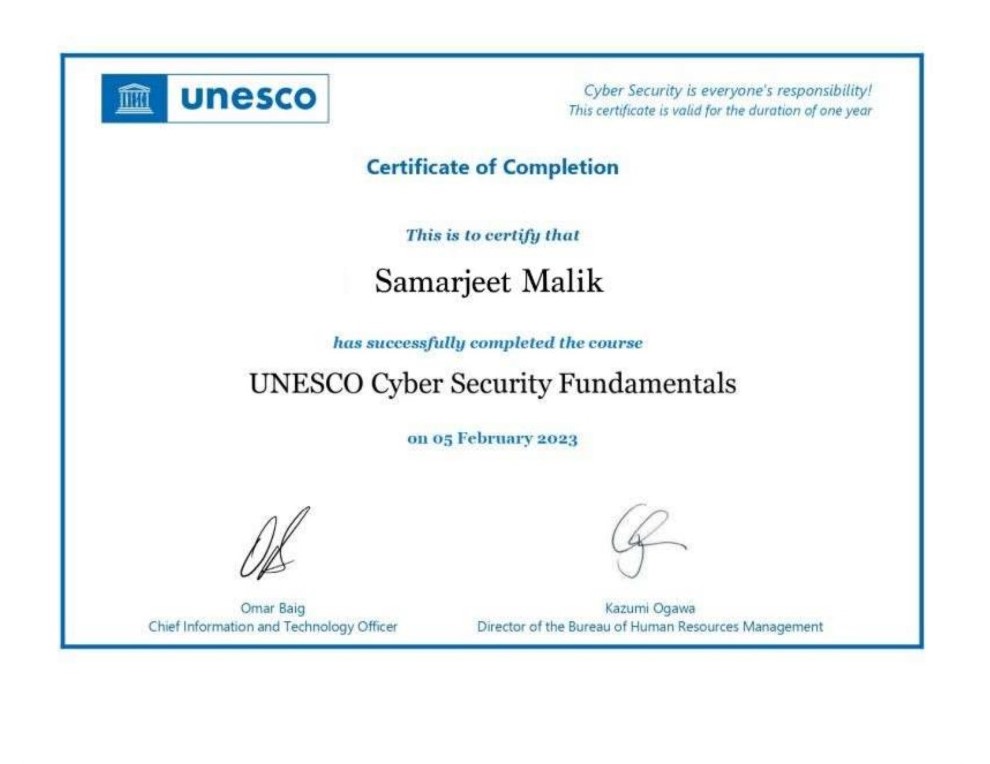 unesco
Cyber Security is everyone's responsibility!
This certificate is valid for the duration of one year
Certificate of Completion
This is to certify that
Samarjeet Malik
has successfully completed the course
UNESCO Cyber Security Fundamentals
on 05 February 2023
Omar Baig
Chief Information and Technology Officer
Kazumi Ogawa
Director of the Bureau of Human Resources Management